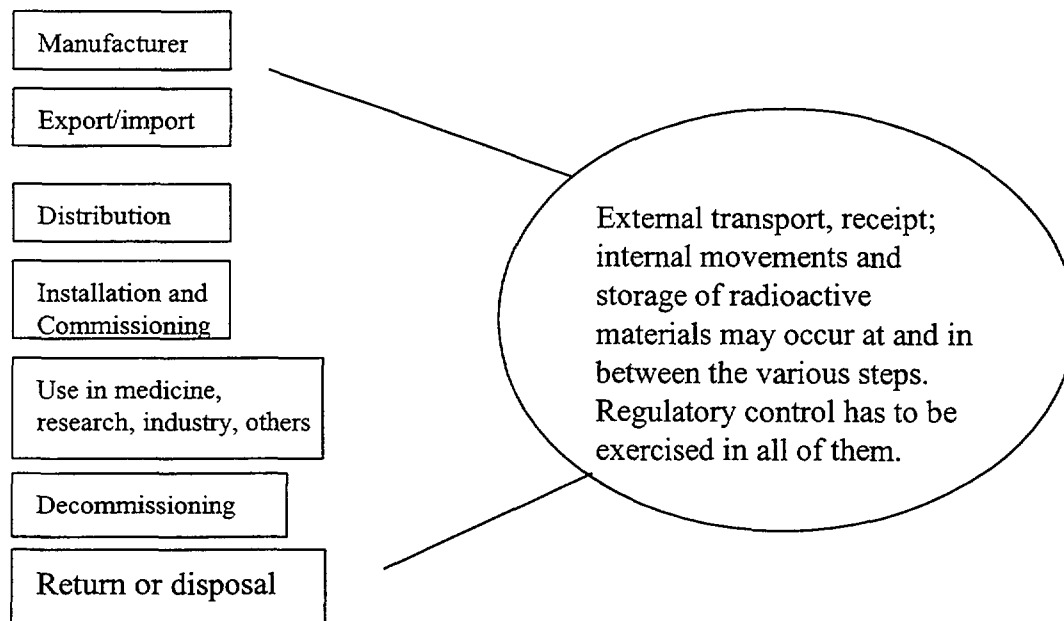 Manufacturer
Export/import
Distribution
Installation and
Commissioning
Use in medicine,
research, industry, others
Decommissioning
Return or disposal
External transport, receipt;
internal movements and
storage of radioactive
materials may occur at and in
between the various steps.
Regulatory control has to be
exercised in all of them.